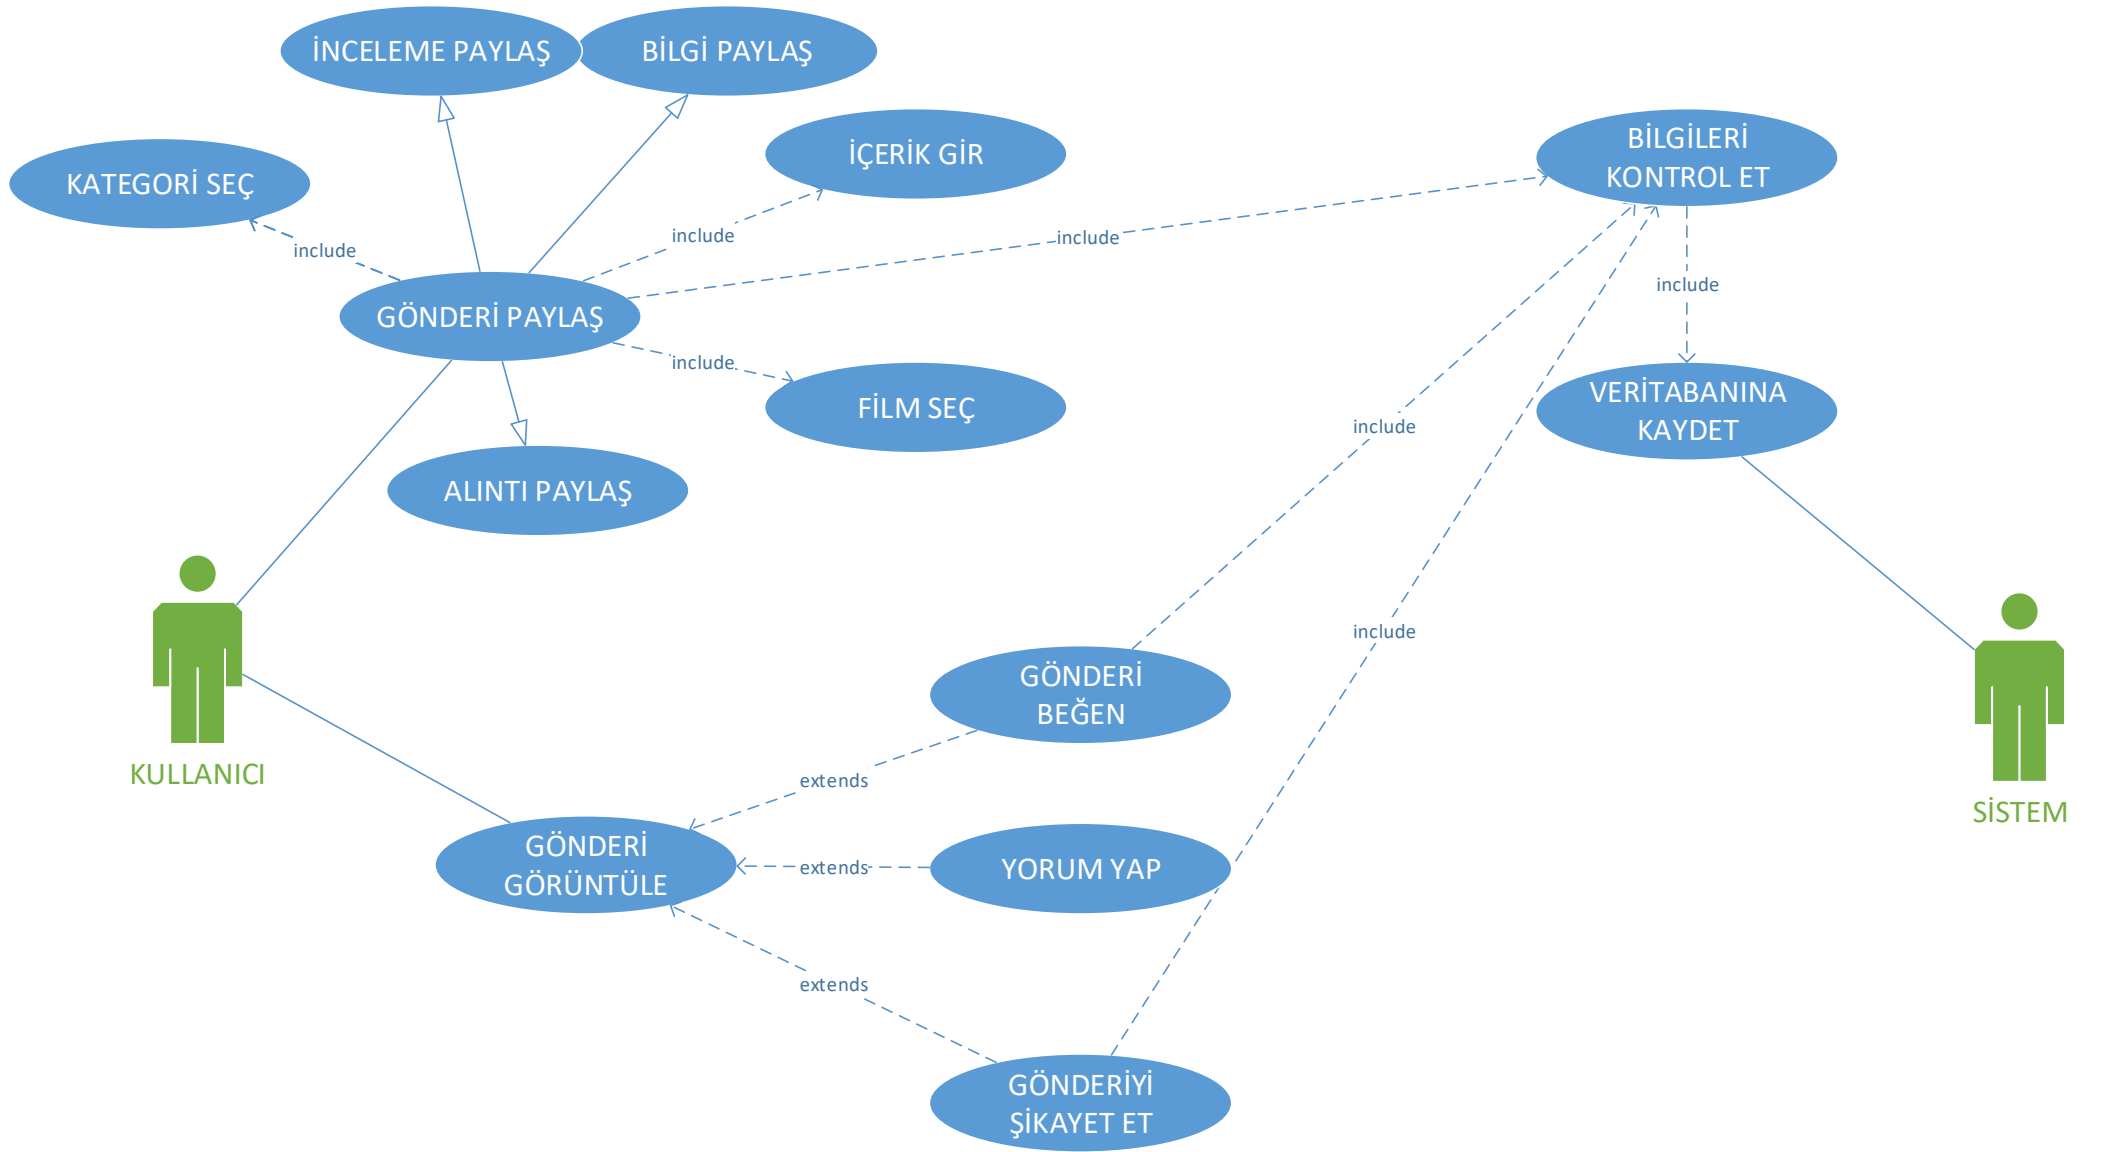 İNCELEME PAYLAŞ
BİLGİ PAYLAŞ
İÇERİK GİR
BİLGİLERİ
KONTROL ET
KATEGORİ SEÇ
include
include
include
include
GÖNDERİ PAYLAŞ
include
FİLM SEÇ
VERİTABANINA
KAYDET
include
ALINTI PAYLAŞ
include
GÖNDERİ
BEĞEN
KULLANICI
SİSTEM
extends
GÖNDERİ
GÖRÜNTÜLE
extends
YORUM YAP
extends
GÖNDERİYİ
ŞİKAYET ET